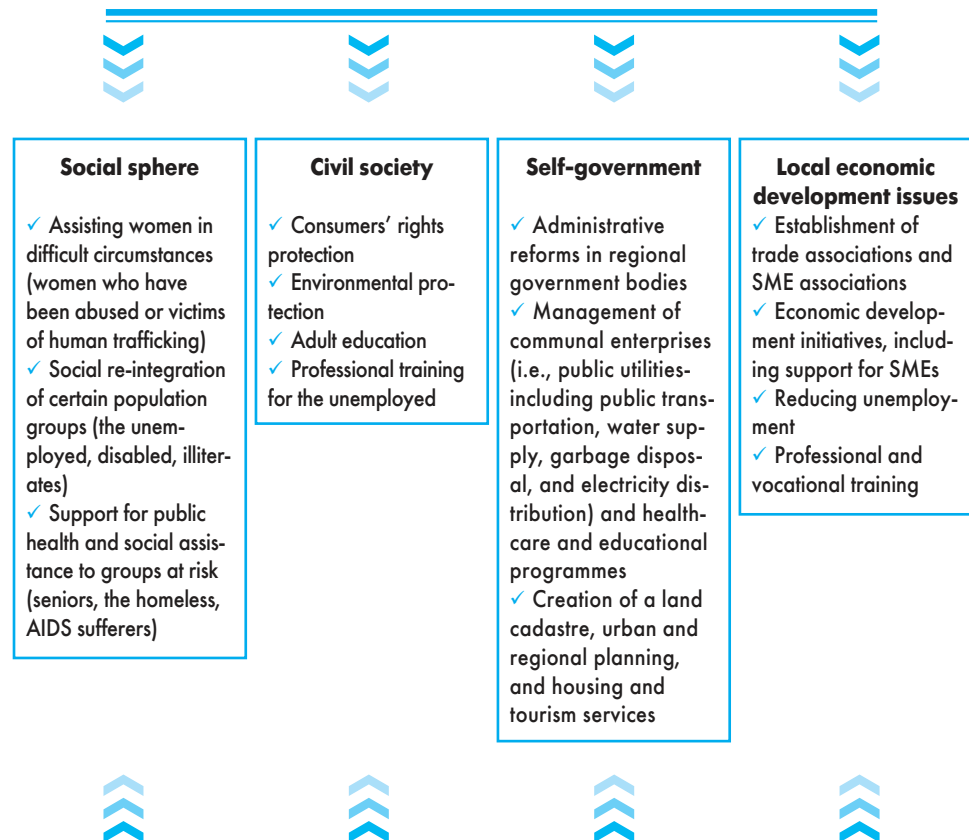 Social sphere
✓ Assisting women in
difficult circumstances
(women who have
been abused or victims
of human trafficking)
✓ Social re-integration
of certain population
groups (the unem-
ployed, disabled, illiter-
ates)
✓ Support for public
health and social assis-
tance to groups at risk
(seniors, the homeless,
AIDS sufferers)
Civil society
✓ Consumers’ rights
protection
✓ Environmental pro-
tection
✓ Adult education
✓ Professional training
for the unemployed
Self-government
✓ Administrative
reforms in regional
government bodies
✓ Management of
communal enterprises
(i.e., public utilities-
including public trans-
portation, water sup-
ply, garbage dispos-
al, and electricity dis-
tribution) and health-
care and educational
programmes
✓ Creation of a land
cadastre, urban and
regional planning,
and housing and
tourism services
Local economic
development issues
✓ Establishment of
trade associations and
SME associations
✓ Economic develop-
ment initiatives, includ-
ing support for SMEs
✓ Reducing unemploy-
ment
✓ Professional and
vocational training